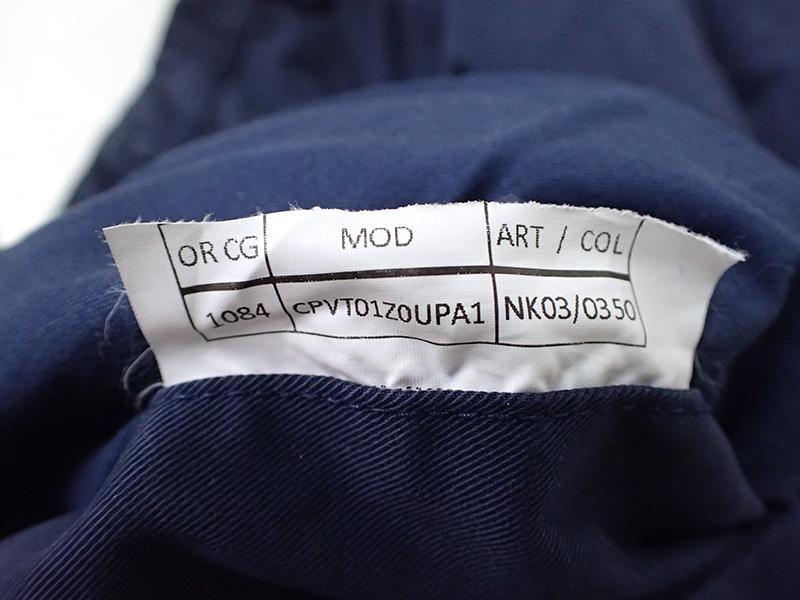 OR CG MOD ART / COL
1084 CPVT01Z0UPA1 NK03/0350